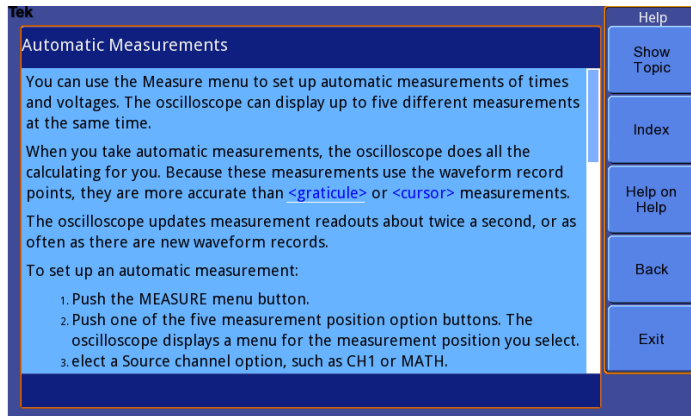 Tek
Help
Automatic Measurements
You can use the Measure menu to set up automatic measurements of times
and voltages. The oscilloscope can display up to five different measurements
at the same time.
When you take automatic measurements, the oscilloscope does all the
calculating for you. Because these measurements use the waveform record
points, they are more accurate than <graticule> or <cursor> measurements.
The oscilloscope updates measurement readouts about twice a second, or as
often as there are new waveform records.
To set up an automatic measurement:
1. Push the MEASURE menu button.
2. Push one of the five measurement position option buttons. The
oscilloscope displays a menu for the measurement position you select.
3. elect a Source channel option, such as CH1 or MATH.
Show
Topic
Index
Help on
Help
Back
Exit